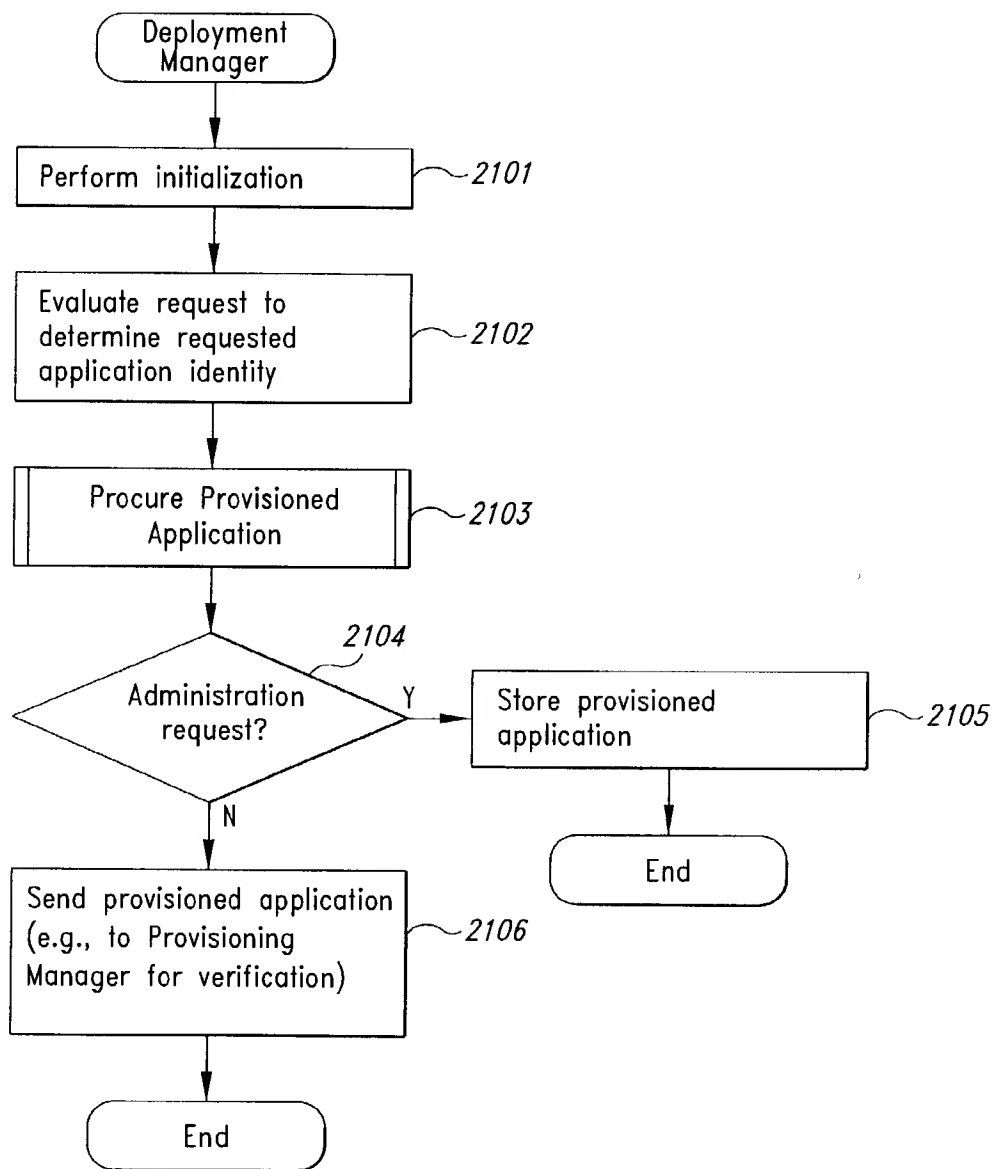 Deployment
Manager
Perform initialization
2101
Evaluate request to
determine requested
application identity
2102
Procure Provisioned
Application
2103
2104
Administration
request?
Y
Store provisioned
application
2105
N
End
Send provisioned application
(e.g., to Provisioning
Manager for verification)
2106
End